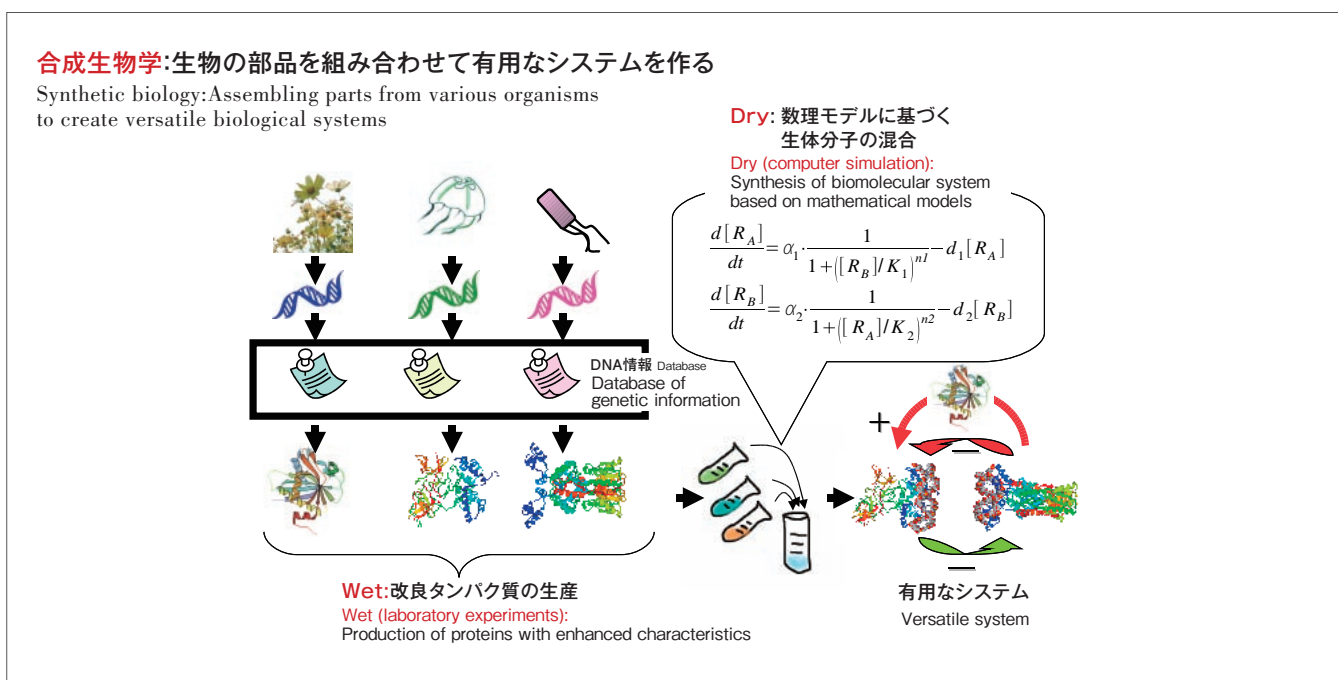 合成生物学:生物の部品を組み合わせて有用なシステムを作る
Synthetic biology:Assembling parts from various organisms
to create versatile biological systems
Dry: 数理モデルに基づく
生体分子の混合
Dry (computer simulation):
Synthesis of biomolecular system
based on mathematical models
d[R_A]/dt = α₁· 1/(1+([R_B]/K₁)^{n1}) − d₁[R_A]
d[R_B]/dt = α₂· 1/(1+([R_A]/K₂)^{n2}) − d₂[R_B]
DNA情報 Database
Database of
genetic information
+
Wet:改良タンパク質の生産
Wet (laboratory experiments):
Production of proteins with enhanced characteristics
有用なシステム
Versatile system